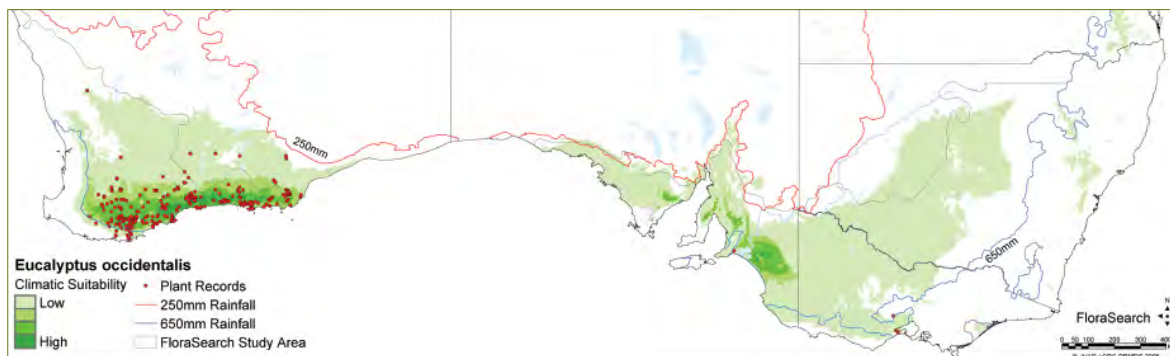 250mm
650mm
Eucalyptus occidentalis
Climatic Suitability
Plant Records
Low
250mm Rainfall
650mm Rainfall
High
FloraSearch Study Area
N
FloraSearch
0 50 100 200 300 400